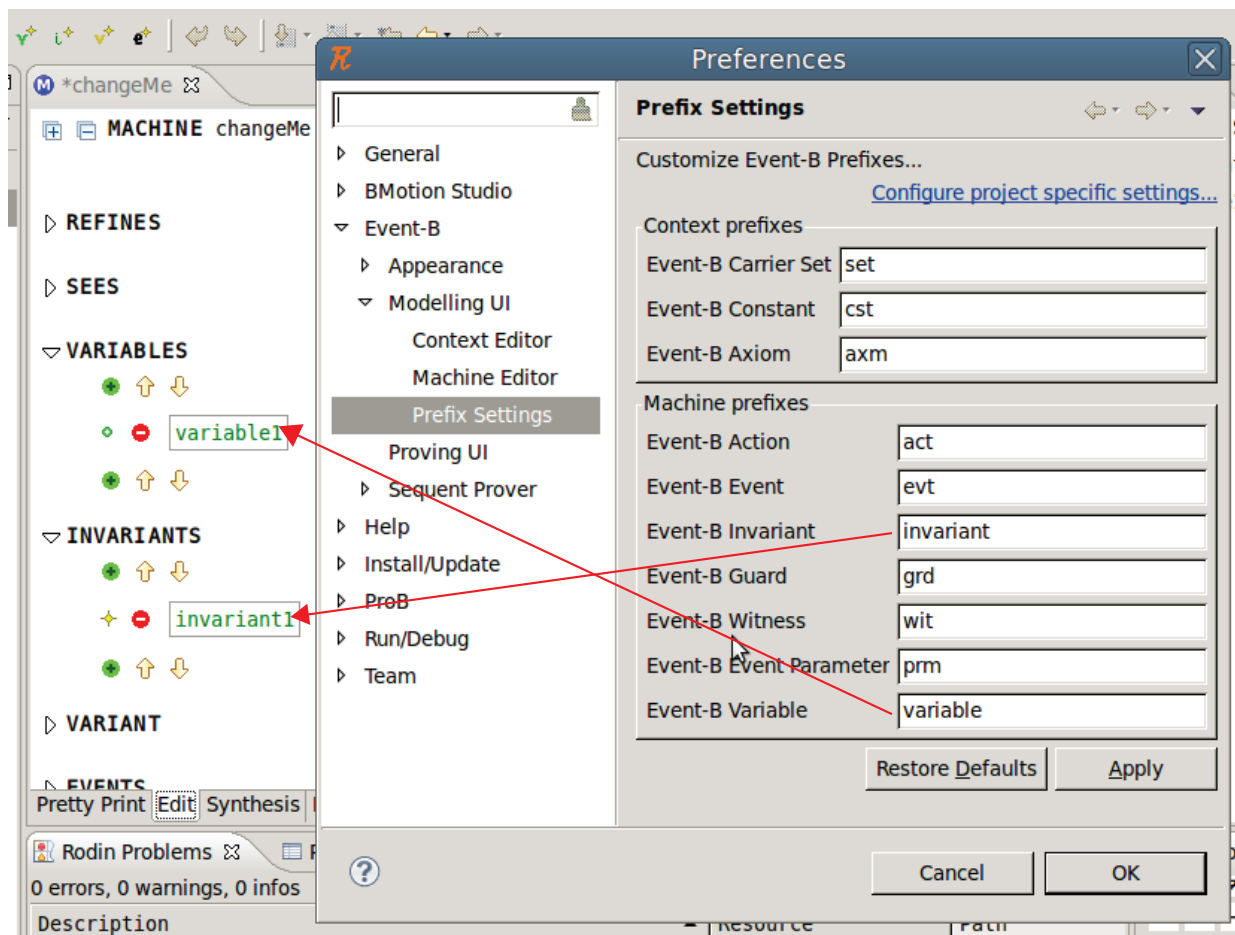 Preferences
*changeMe
MACHINE changeMe
REFINES
SEES
VARIABLES
variable1
INVARIANTS
invariant1
VARIANT
EVENTS
Pretty Print Edit Synthesis
Rodin Problems
0 errors, 0 warnings, 0 infos
Description
Resource
Path
General
BMotion Studio
Event-B
Appearance
Modelling UI
Context Editor
Machine Editor
Prefix Settings
Proving UI
Sequent Prover
Help
Install/Update
ProB
Run/Debug
Team
Prefix Settings
Customize Event-B Prefixes...
Configure project specific settings...
Context prefixes
Event-B Carrier Set set
Event-B Constant cst
Event-B Axiom axm
Machine prefixes
Event-B Action act
Event-B Event evt
Event-B Invariant invariant
Event-B Guard grd
Event-B Witness wit
Event-B Event Parameter prm
Event-B Variable variable
Restore Defaults Apply
Cancel OK